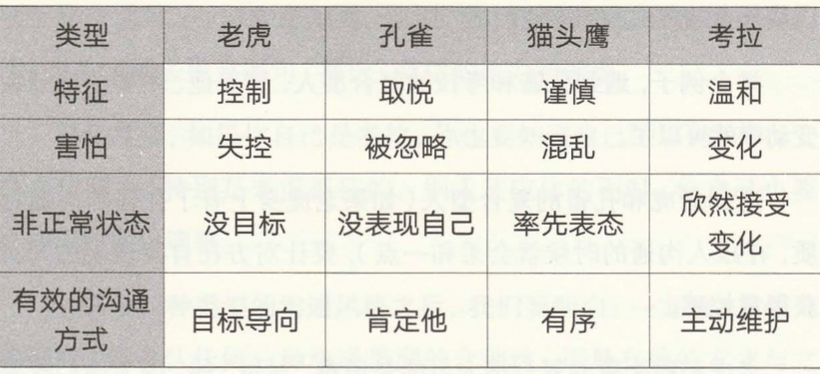 类型 老虎 孔雀 猫头鹰 考拉
特征 控制 取悦 谨慎 温和
害怕 失控 被忽略 混乱 变化
非正常状态 没目标 没表现自己 率先表态 欣然接受
变化
有效的沟通
方式 目标导向 肯定他 有序 主动维护